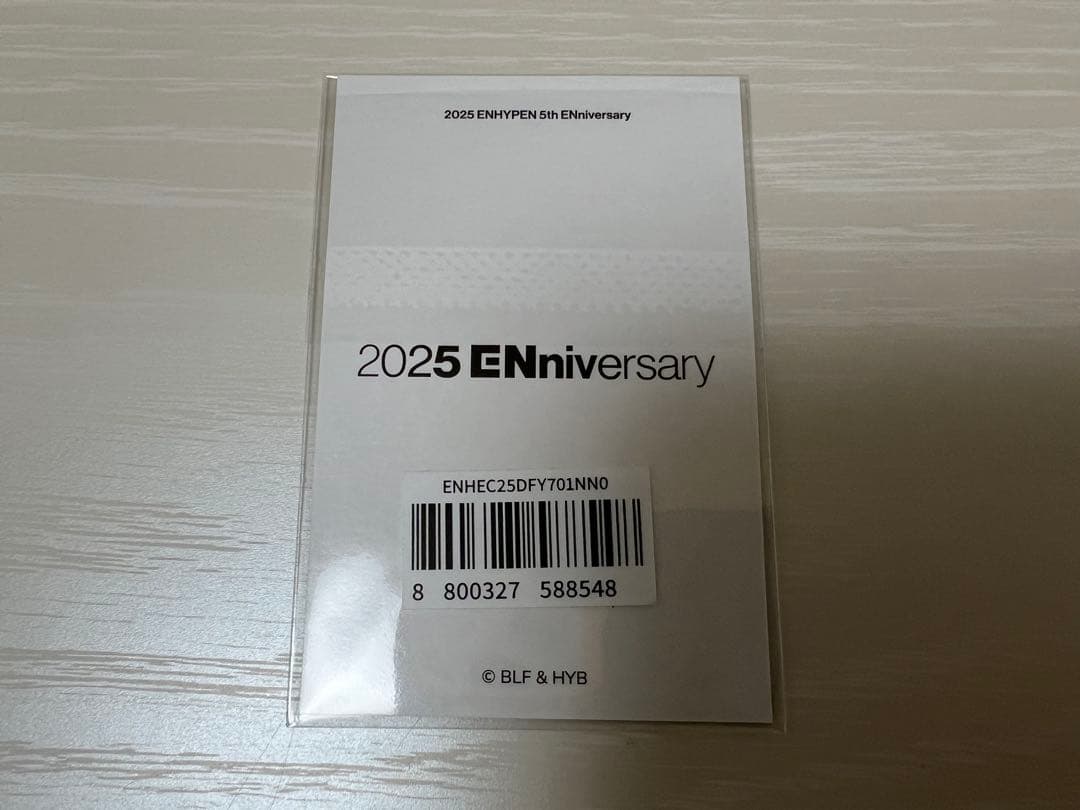 2025 ENHYPEN 5th ENniversary
2025 ENniversary
ENHEC25DFY701NN0
8 800327 588548
© BLF & HYB